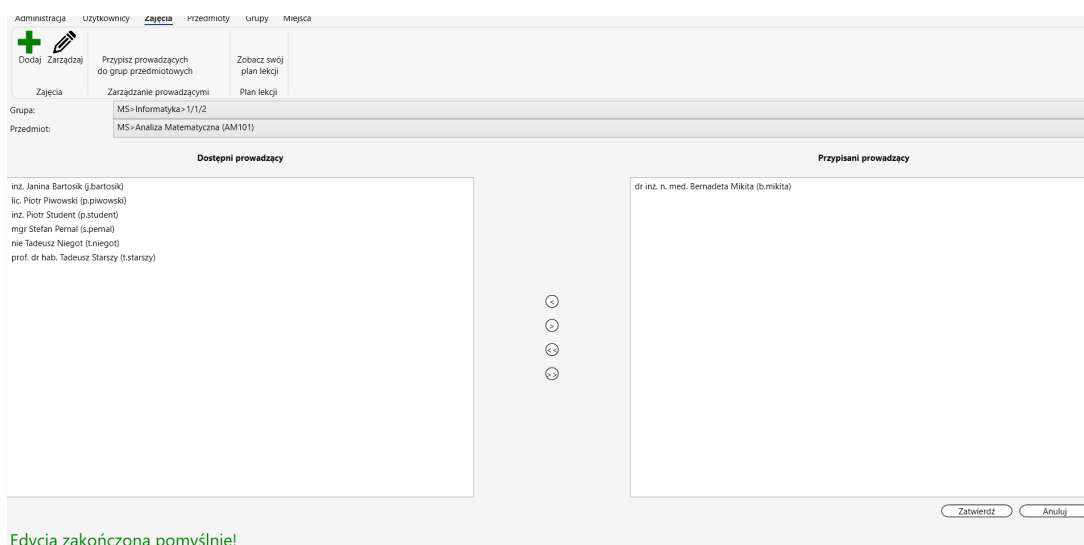 Administracja Użytkownicy Zajęcia Przedmioty Grupy Miejsca
Dodaj Zarządzaj Przypisz prowadzących do grup przedmiotowych Zobacz swój plan lekcji
Zajęcia Zarządzanie prowadzącymi Plan lekcji
Grupa: MS>Informatyka>1/1/2
Przedmiot: MS>Analiza Matematyczna (AM101)
Dostępni prowadzący Przypisani prowadzący
inż. Janina Bartosik (j.bartosik)
lic. Piotr Piwowski (p.piwowski)
inż. Piotr Student (p.student)
mgr Stefan Pernal (s.pernal)
nie Tadeusz Niegot (t.niegot)
prof. dr hab. Tadeusz Starszy (t.starszy)
dr inż. n. med. Bernadeta Mikita (b.mikita)
<
>
<<
>>
Zatwierdź Anuluj
Edycja zakończona pomyślnie!